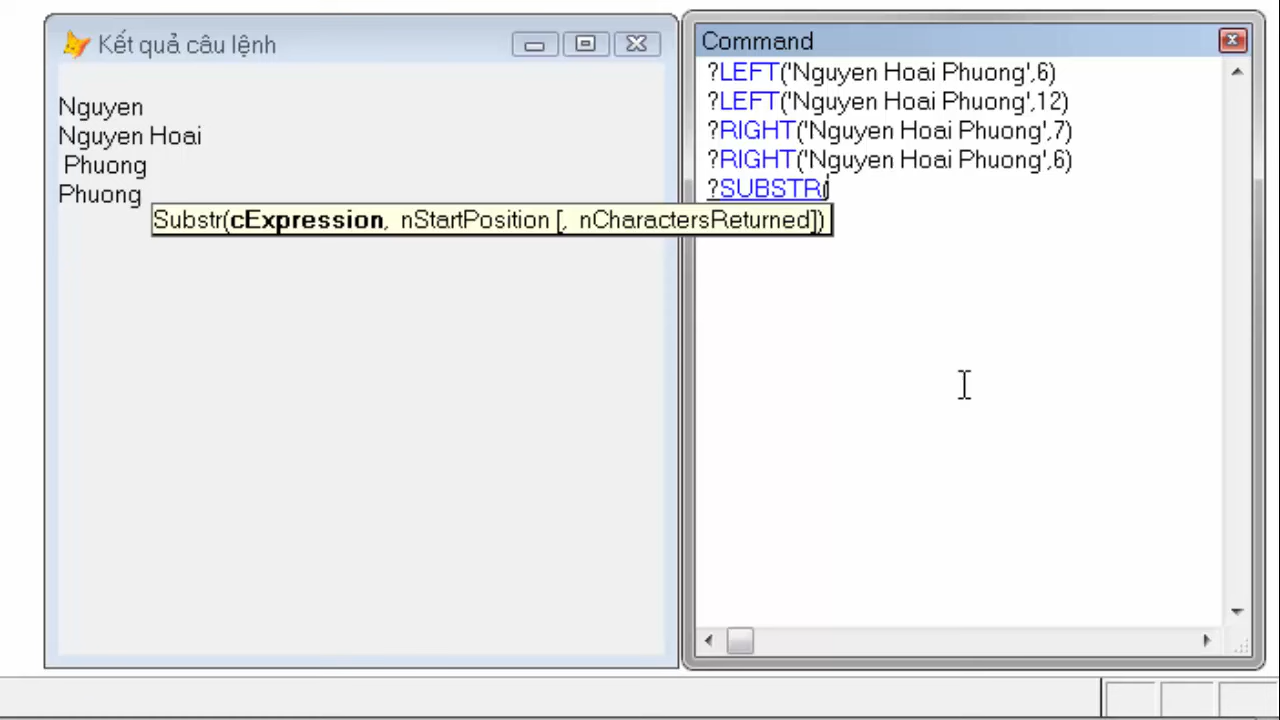 Kết quả câu lệnh
Nguyen
Nguyen Hoai
Phuong
Phuong
Command
?LEFT('Nguyen Hoai Phuong',6)
?LEFT('Nguyen Hoai Phuong',12)
?RIGHT('Nguyen Hoai Phuong',7)
?RIGHT('Nguyen Hoai Phuong',6)
?SUBSTR(
Substr(cExpression, nStartPosition [, nCharactersReturned])